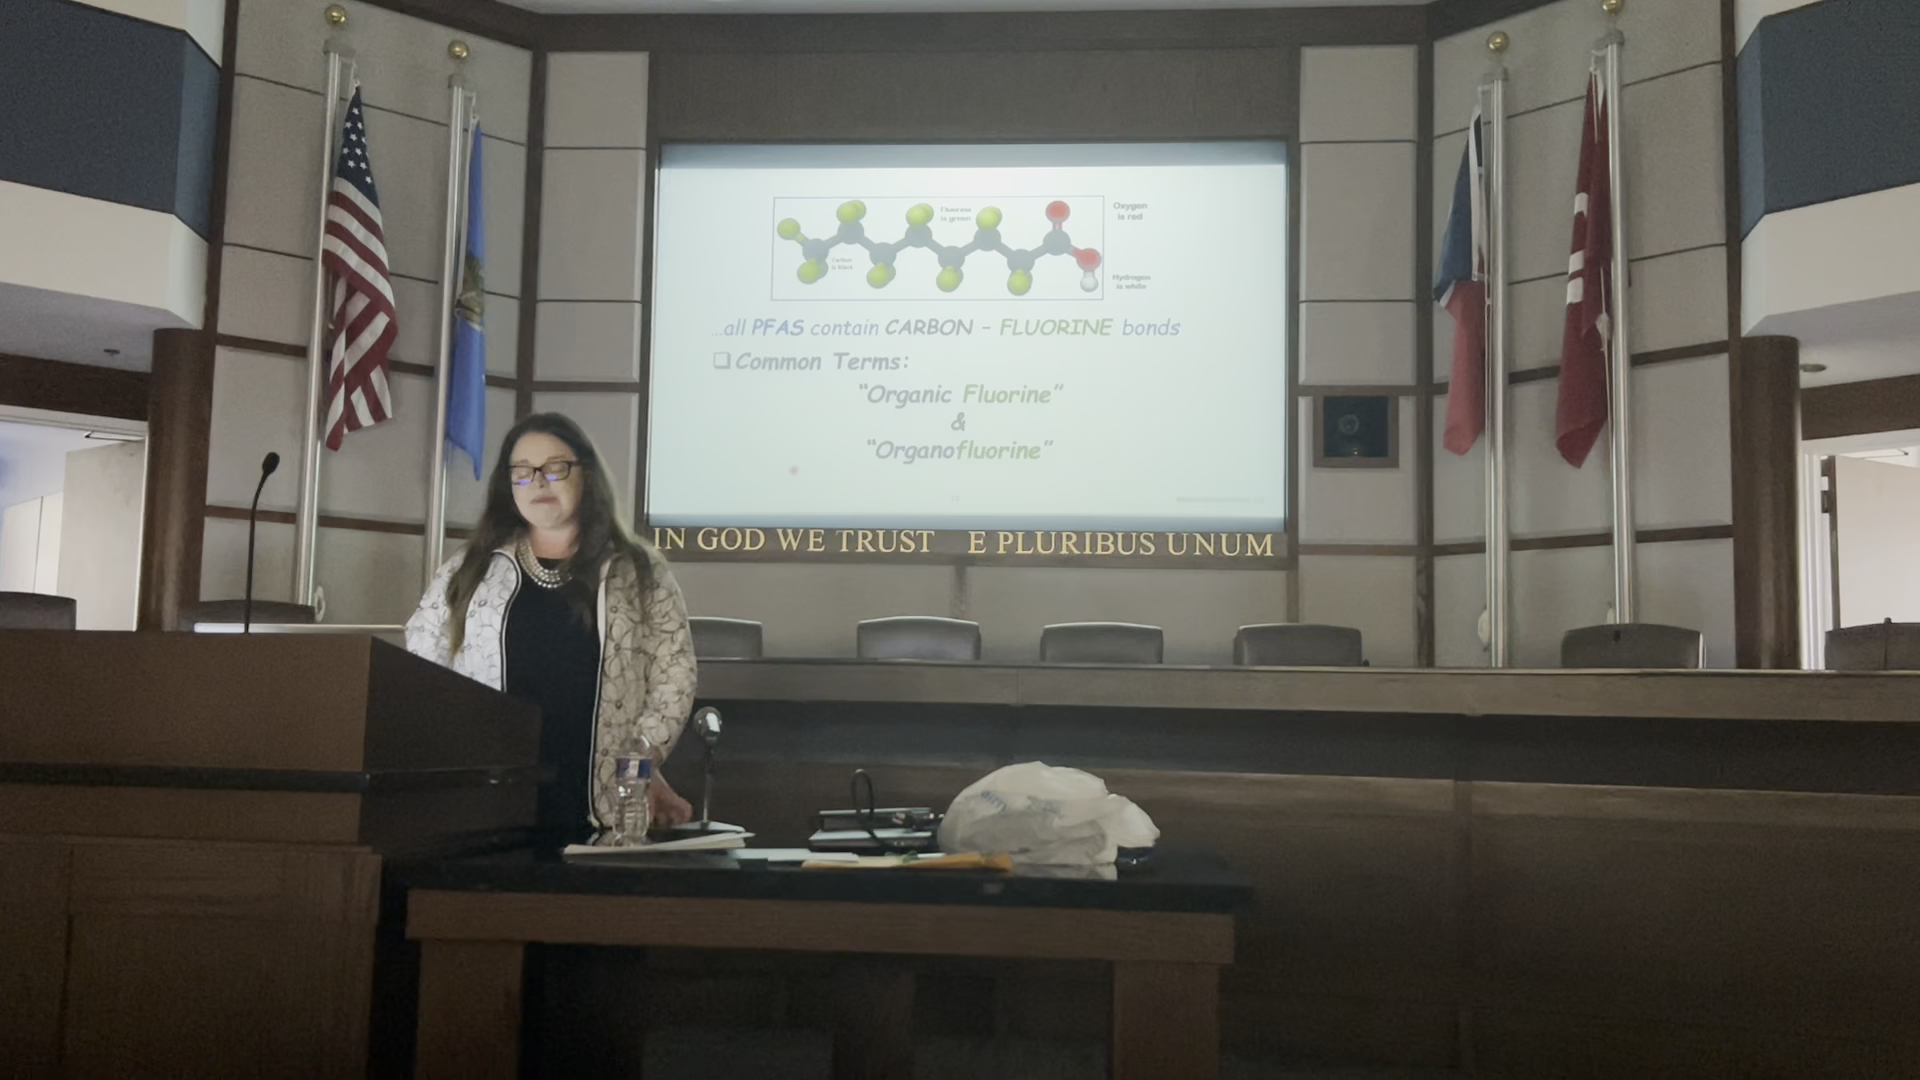 Fluorine
is green
Oxygen
is red
Carbon
is black
Hydrogen
is white
...all PFAS contain CARBON - FLUORINE bonds
Common Terms:
"Organic Fluorine"
&
"Organofluorine"
IN GOD WE TRUST E PLURIBUS UNUM